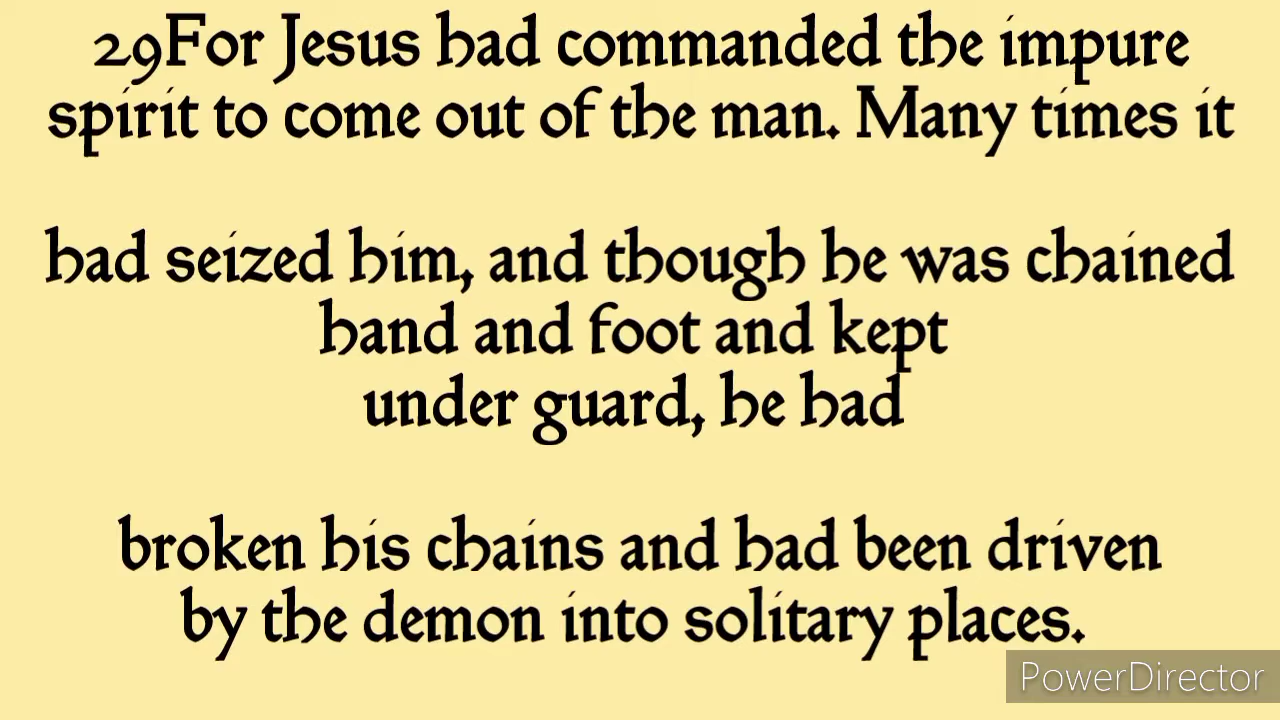 29For Jesus had commanded the impure
spirit to come out of the man. Many times it
had seized him, and though he was chained
hand and foot and kept
under guard, he had
broken his chains and had been driven
by the demon into solitary places.
PowerDirector